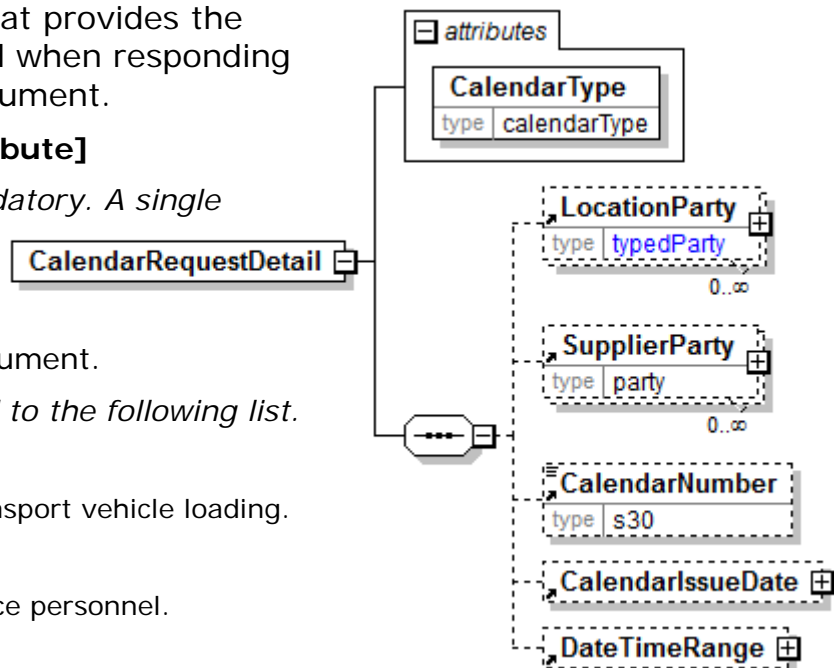 at provides the
l when responding
ument.
bute]
datory. A single
ument.
l to the following list.
nsport vehicle loading.
ce personnel.
CalendarRequestDetail
attributes
CalendarType
type calendarType
LocationParty
type typedParty
0..∞
SupplierParty
type party
0..∞
CalendarNumber
type s30
CalendarIssueDate
DateTimeRange